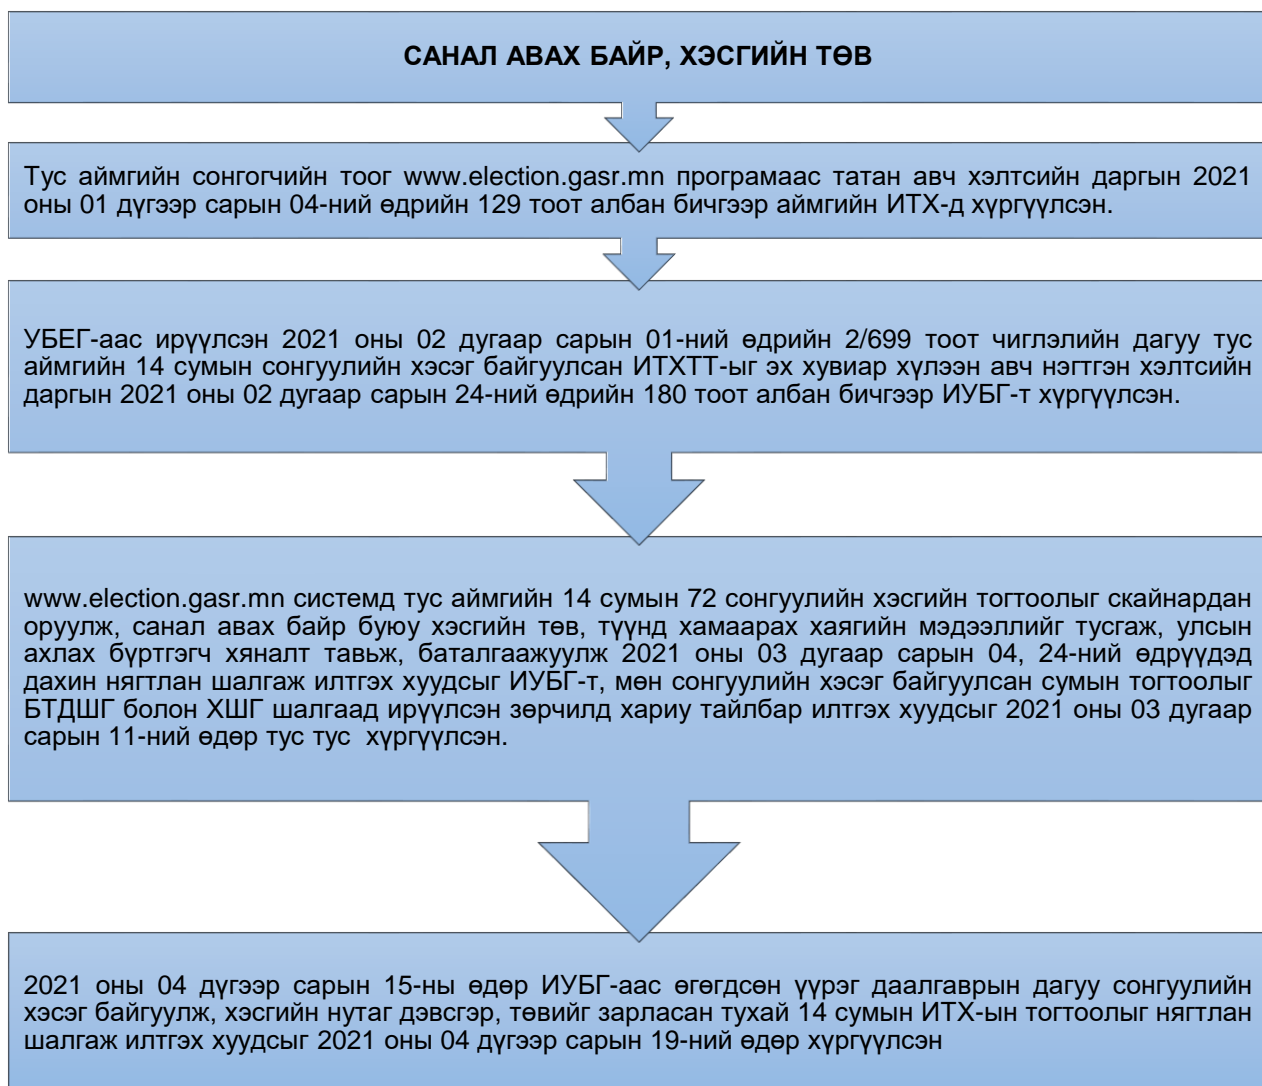 САНАЛ АВАХ БАЙР, ХЭСГИЙН ТӨВ
Тус аймгийн сонгогчийн тоог www.election.gasr.mn програмаас татан авч хэлтсийн даргын 2021
оны 01 дүгээр сарын 04-ний өдрийн 129 тоот албан бичгээр аймгийн ИТХ-д хүргүүлсэн.
УБЕГ-аас ирүүлсэн 2021 оны 02 дугаар сарын 01-ний өдрийн 2/699 тоот чиглэлийн дагуу тус
аймгийн 14 сумын сонгуулийн хэсэг байгуулсан ИТХТТ-ыг эх хувиар хүлээн авч нэгтгэн хэлтсийн
даргын 2021 оны 02 дугаар сарын 24-ний өдрийн 180 тоот албан бичгээр ИУБГ-т хүргүүлсэн.
www.election.gasr.mn системд тус аймгийн 14 сумын 72 сонгуулийн хэсгийн тогтоолыг скайнардан
оруулж, санал авах байр буюу хэсгийн төв, түүнд хамаарах хаягийн мэдээллийг тусгаж, улсын
ахлах бүртгэгч хяналт тавьж, баталгаажуулж 2021 оны 03 дугаар сарын 04, 24-ний өдрүүдэд
дахин нягтлан шалгаж илтгэх хуудсыг ИУБГ-т, мөн сонгуулийн хэсэг байгуулсан сумын тогтоолыг
БТДШГ болон ХШГ шалгаад ирүүлсэн зөрчилд хариу тайлбар илтгэх хуудсыг 2021 оны 03 дугаар
сарын 11-ний өдөр тус тус хүргүүлсэн.
2021 оны 04 дүгээр сарын 15-ны өдөр ИУБГ-аас өгөгдсөн үүрэг даалгаврын дагуу сонгуулийн
хэсэг байгуулж, хэсгийн нутаг дэвсгэр, төвийг зарласан тухай 14 сумын ИТХ-ын тогтоолыг нягтлан
шалгаж илтгэх хуудсыг 2021 оны 04 дүгээр сарын 19-ний өдөр хүргүүлсэн